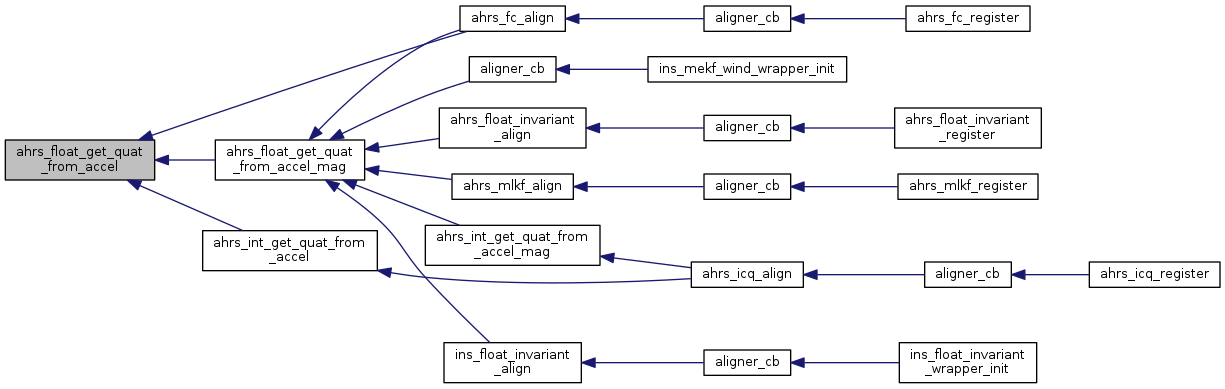 ahrs_fc_align
aligner_cb
ahrs_fc_register
aligner_cb
ins_mekf_wind_wrapper_init
ahrs_float_invariant
_align
aligner_cb
ahrs_float_invariant
_register
ahrs_float_get_quat
_from_accel
ahrs_float_get_quat
_from_accel_mag
ahrs_mlkf_align
aligner_cb
ahrs_mlkf_register
ahrs_int_get_quat_from
_accel
ahrs_int_get_quat_from
_accel_mag
ahrs_icq_align
aligner_cb
ahrs_icq_register
ins_float_invariant
_align
aligner_cb
ins_float_invariant
_wrapper_init